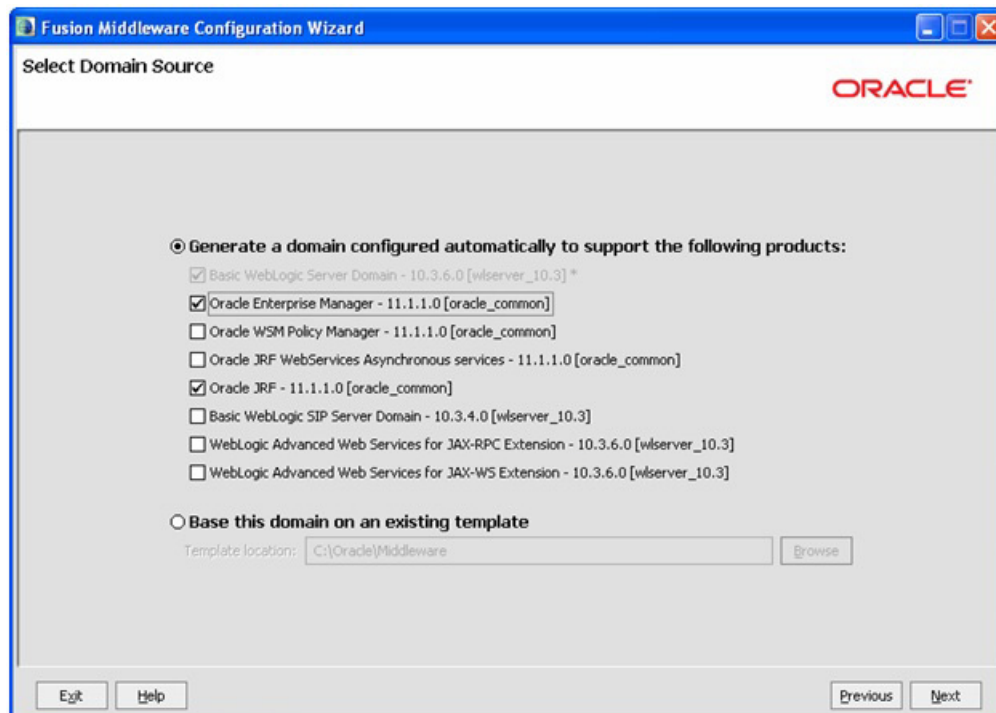 Fusion Middleware Configuration Wizard
Select Domain Source
ORACLE
Generate a domain configured automatically to support the following products:
Basic WebLogic Server Domain - 10.3.6.0 [wlserver_10.3] *
Oracle Enterprise Manager - 11.1.1.0 [oracle_common]
Oracle WSM Policy Manager - 11.1.1.0 [oracle_common]
Oracle JRF WebServices Asynchronous services - 11.1.1.0 [oracle_common]
Oracle JRF - 11.1.1.0 [oracle_common]
Basic WebLogic SIP Server Domain - 10.3.4.0 [wlserver_10.3]
WebLogic Advanced Web Services for JAX-RPC Extension - 10.3.6.0 [wlserver_10.3]
WebLogic Advanced Web Services for JAX-WS Extension - 10.3.6.0 [wlserver_10.3]
Base this domain on an existing template
Template location: C:\Oracle\Middleware Browse
Exit Help Previous Next